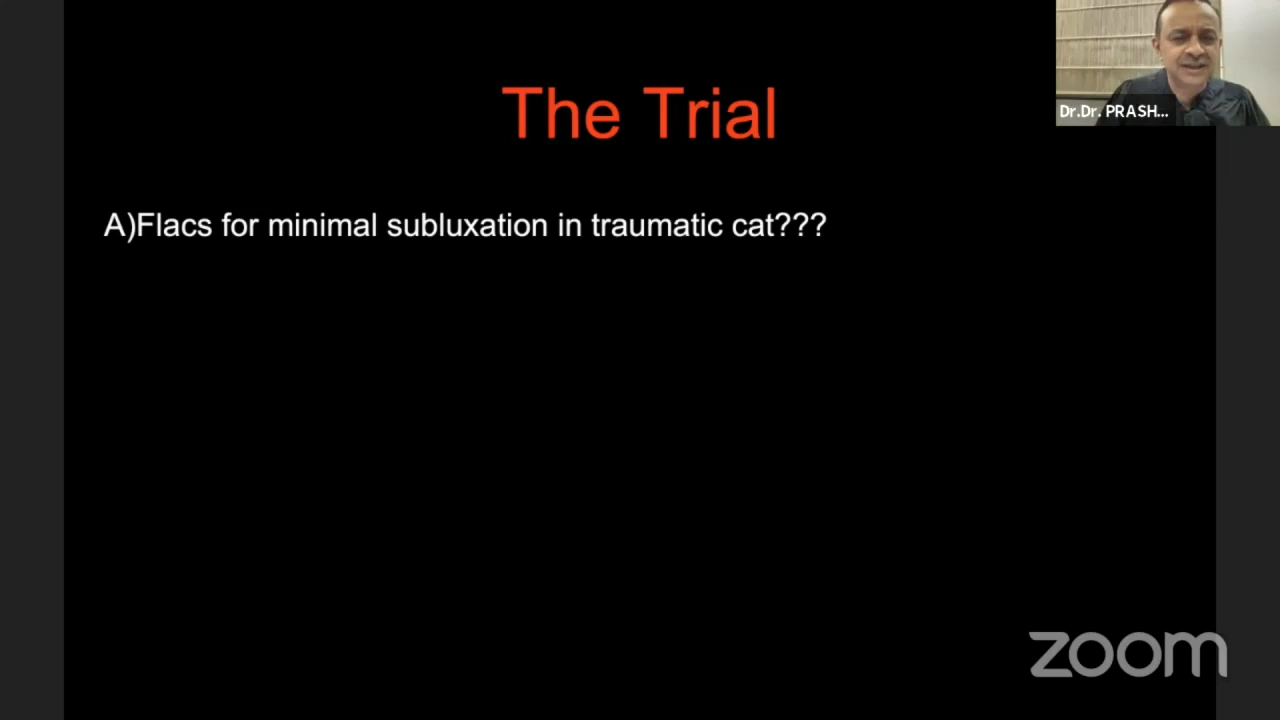 The Trial
Dr.Dr. PRASH...
A)Flacs for minimal subluxation in traumatic cat???
zoom